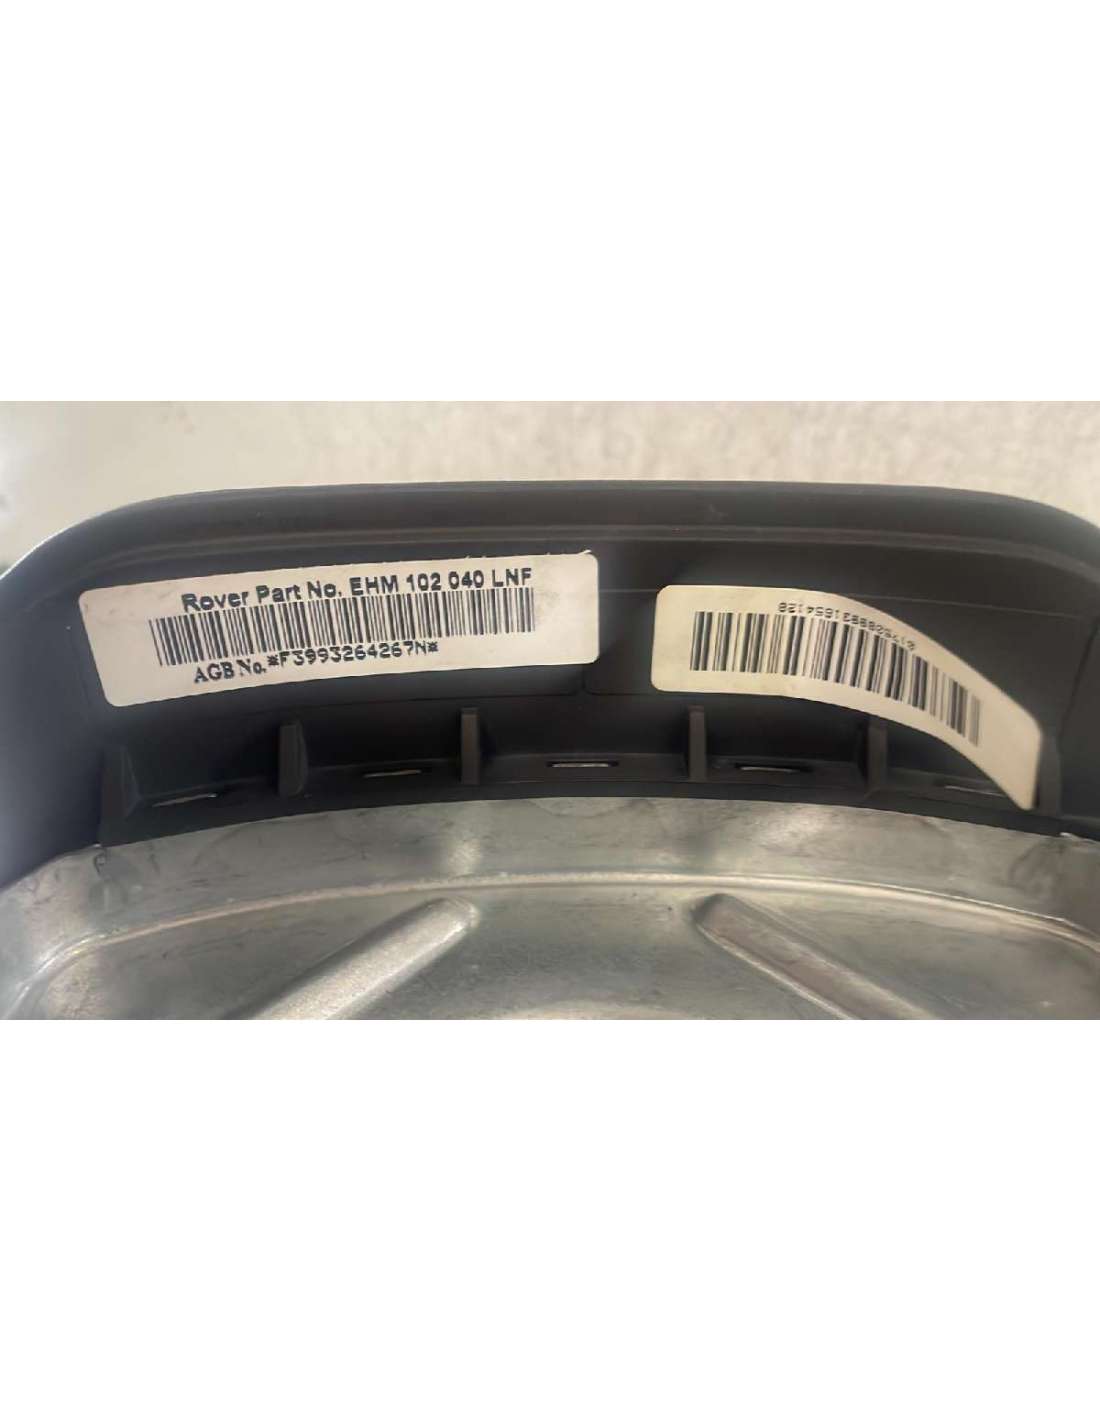 Rover Part No. EHM 102 040 LNF
AGB No.*F3993264267N*